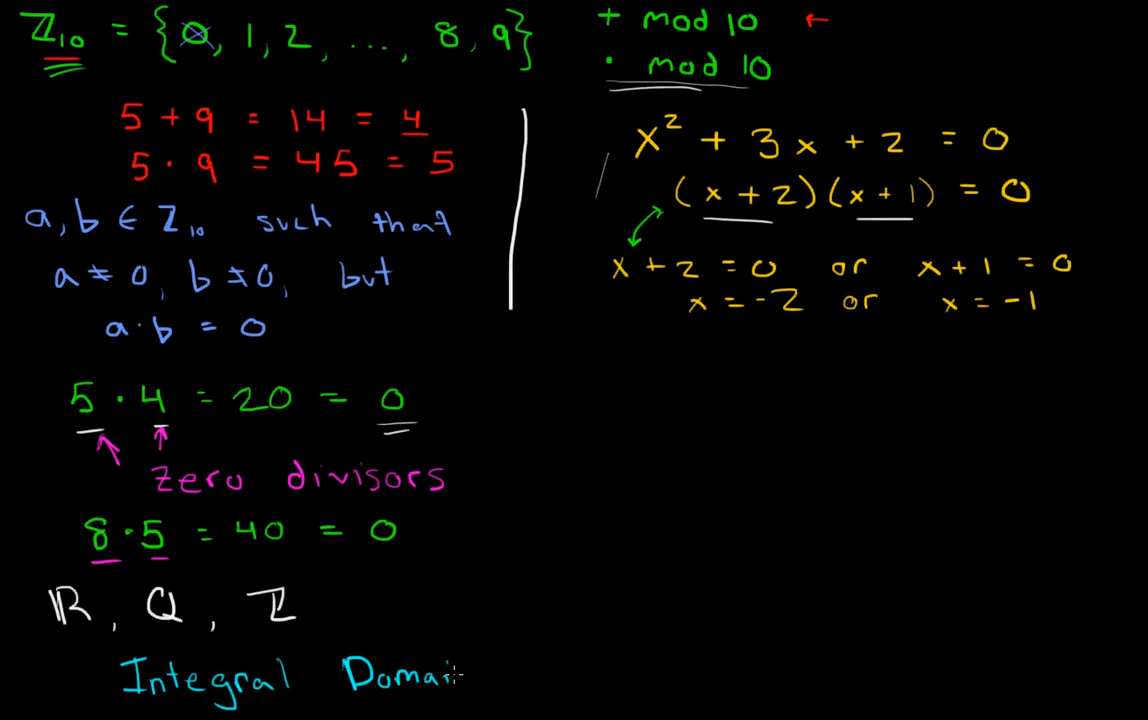 ℤ₁₀ = {0, 1, 2, ..., 8, 9}
5 + 9 = 14 = 4
5 · 9 = 45 = 5
a, b ∈ ℤ₁₀ such that
a ≠ 0, b ≠ 0, but
a · b = 0
5 · 4 = 20 = 0
Zero divisors
8 · 5 = 40 = 0
ℝ, Q, ℤ
Integral Domai
+ mod 10 ←
· mod 10
x² + 3x + 2 = 0
(x + 2)(x + 1) = 0
x + 2 = 0 or x + 1 = 0
x = -2 or x = -1